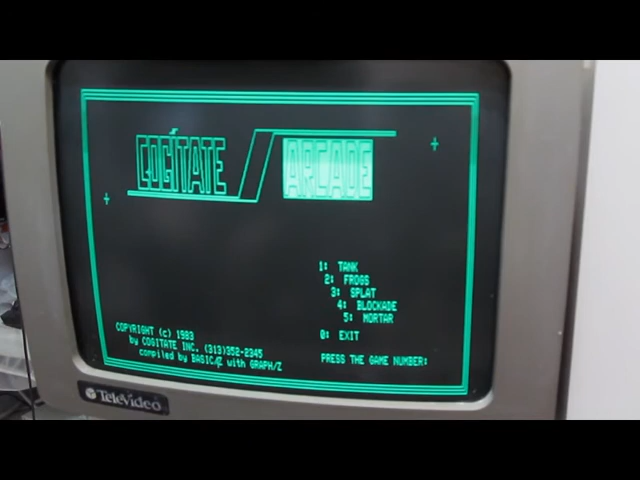 COGITATE ARCADE
1: TANK
2: FROGS
3: SPLAT
4: BLOCKADE
5: MORTAR
0: EXIT
PRESS THE GAME NUMBER:
COPYRIGHT (c) 1983
by COGITATE INC. (313)352-2345
compiled by BASIC/Z with GRAPH/Z
TeleVideo